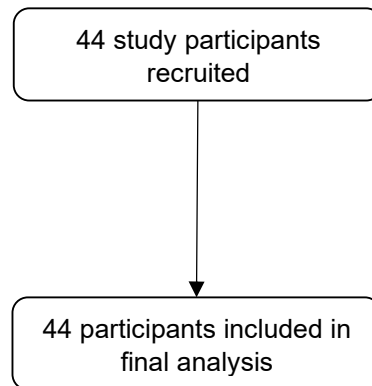 44 study participants
recruited
44 participants included in
final analysis